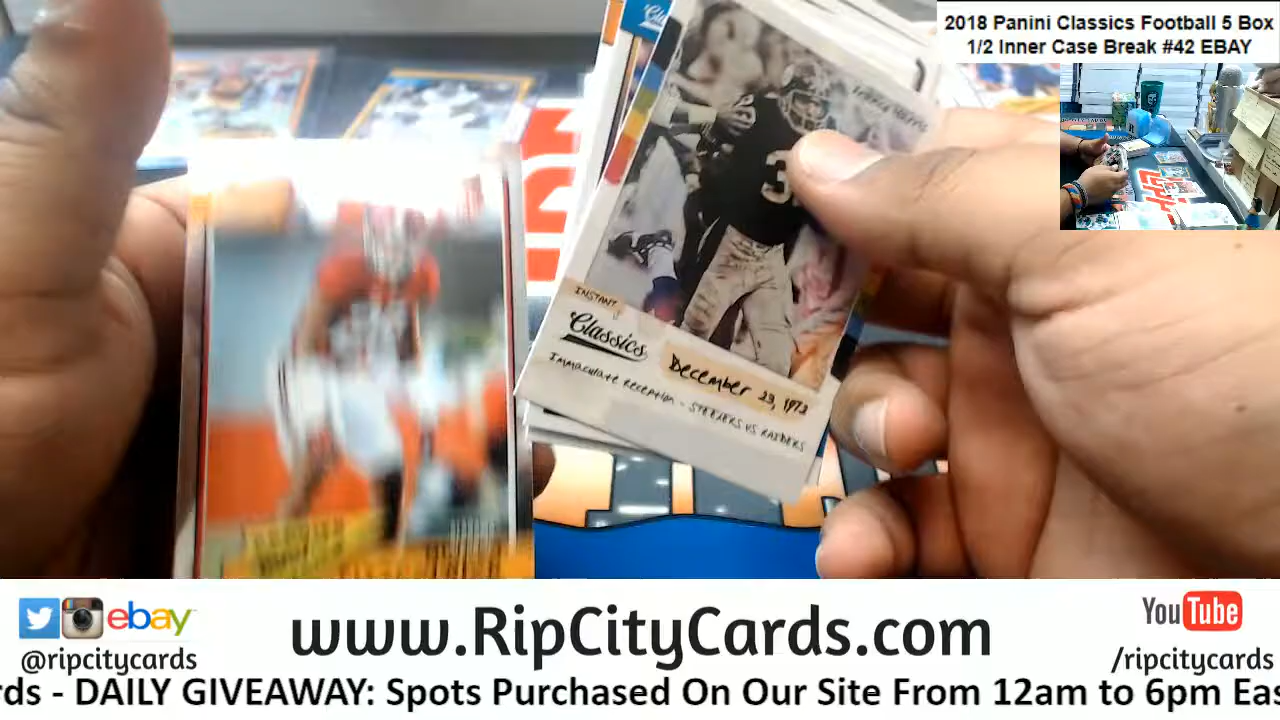 2018 Panini Classics Football 5 Box
1/2 Inner Case Break #42 EBAY
INSTANT
Classics
December 23, 1972
IMMACULATE RECEPTION - STEELERS VS RAIDERS
ebay
@ripcitycards
www.RipCityCards.com
YouTube
/ripcitycards
rds - DAILY GIVEAWAY: Spots Purchased On Our Site From 12am to 6pm Eas